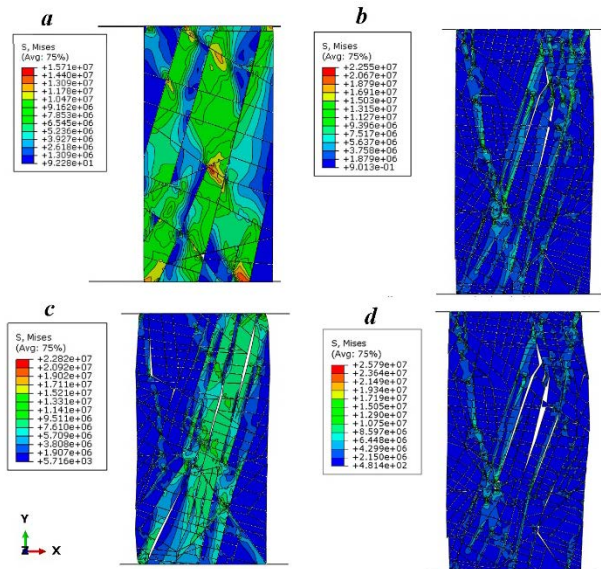 a
S, Mises
(Avg: 75%)
+1.571e+07
+1.440e+07
+1.309e+07
+1.178e+07
+1.047e+07
+9.162e+06
+7.853e+06
+6.545e+06
+5.236e+06
+3.927e+06
+2.618e+06
+1.309e+06
+9.228e+01
b
S, Mises
(Avg: 75%)
+2.255e+07
+2.067e+07
+1.879e+07
+1.691e+07
+1.503e+07
+1.315e+07
+1.127e+07
+9.396e+06
+7.517e+06
+5.637e+06
+3.758e+06
+1.879e+06
+9.013e-01
c
S, Mises
(Avg: 75%)
+2.282e+07
+2.092e+07
+1.902e+07
+1.711e+07
+1.521e+07
+1.331e+07
+1.141e+07
+9.511e+06
+7.610e+06
+5.709e+06
+3.808e+06
+1.907e+06
+5.716e+03
d
S, Mises
(Avg: 75%)
+2.579e+07
+2.364e+07
+2.149e+07
+1.934e+07
+1.719e+07
+1.505e+07
+1.290e+07
+1.075e+07
+8.597e+06
+6.448e+06
+4.299e+06
+2.150e+06
+4.814e+02
Y
Z X